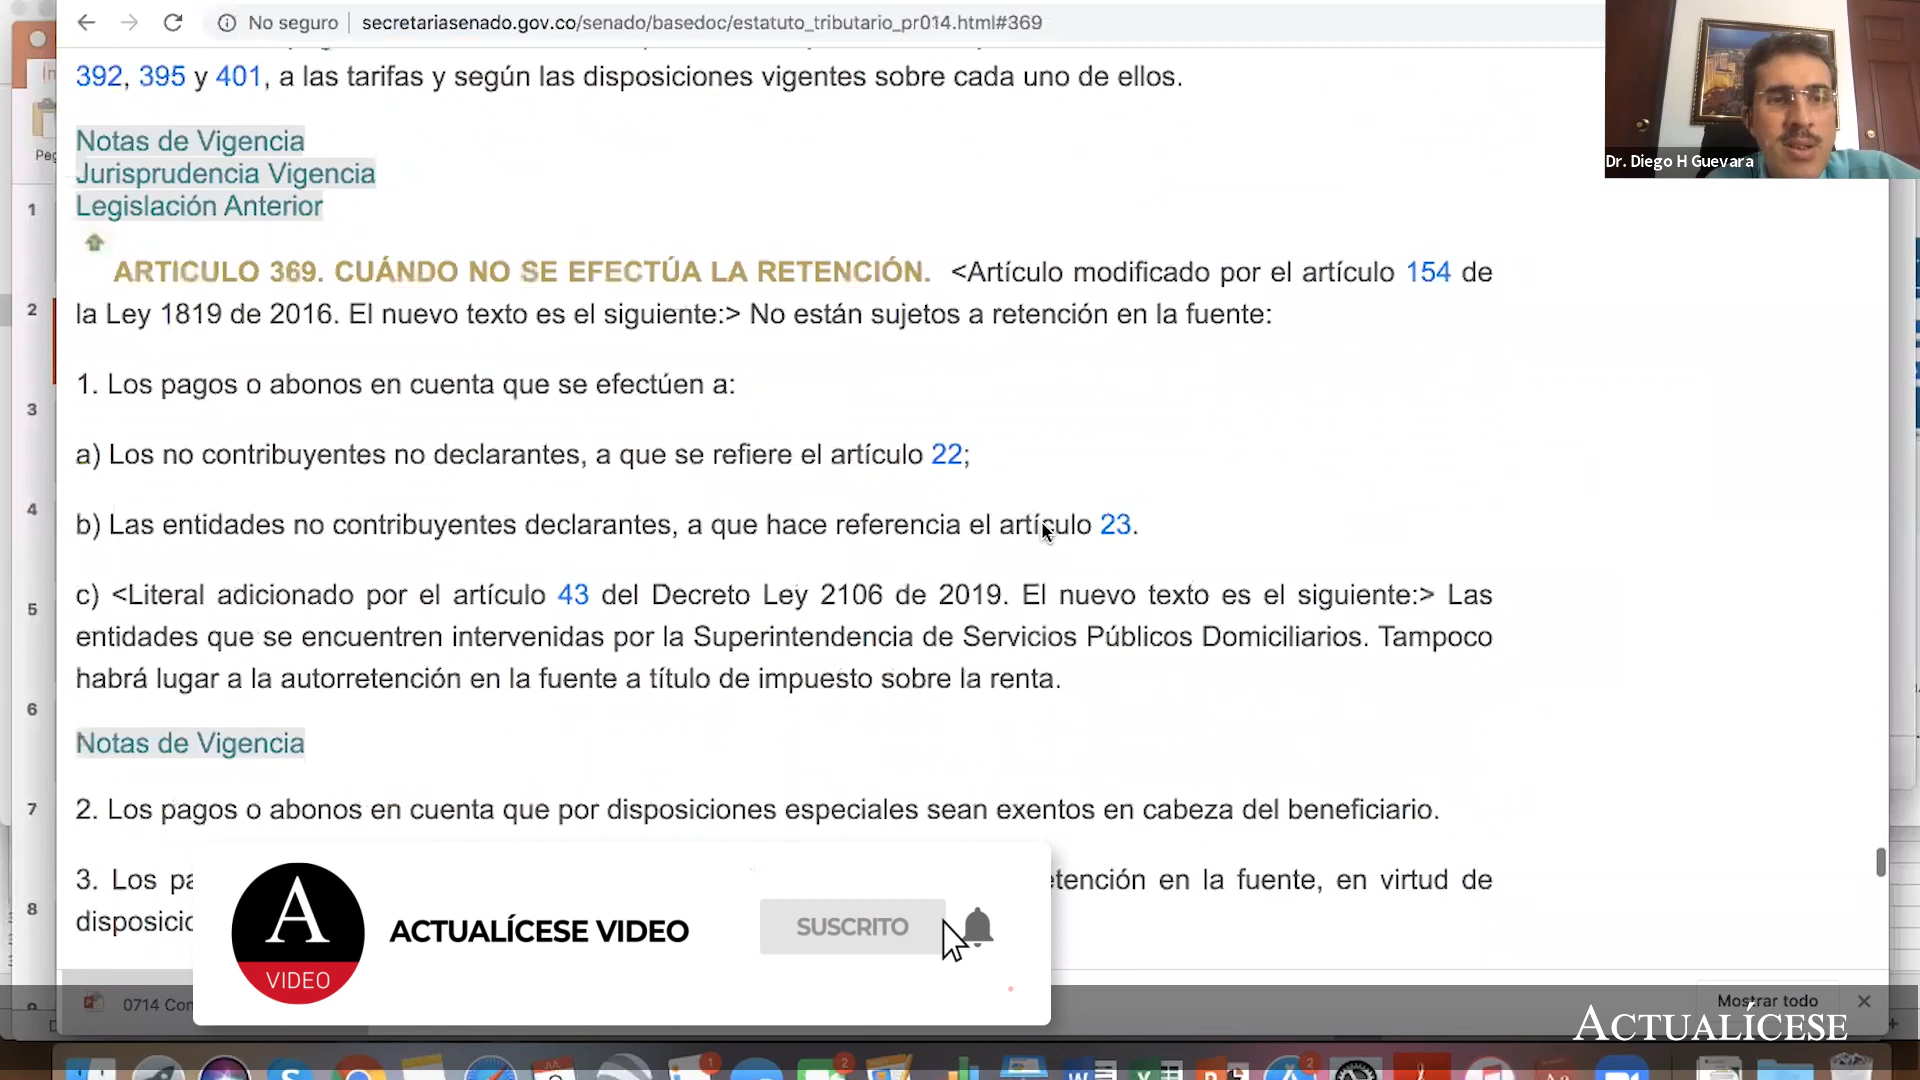 No seguro
secretariasenado.gov.co/senado/basedoc/estatuto_tributario_pr014.html#369
392, 395 y 401, a las tarifas y según las disposiciones vigentes sobre cada uno de ellos.
Dr. Diego H Guevara
Notas de Vigencia
Jurisprudencia Vigencia
Legislación Anterior
ARTICULO 369. CUÁNDO NO SE EFECTÚA LA RETENCIÓN. <Artículo modificado por el artículo 154 de
la Ley 1819 de 2016. El nuevo texto es el siguiente:> No están sujetos a retención en la fuente:
1. Los pagos o abonos en cuenta que se efectúen a:
a) Los no contribuyentes no declarantes, a que se refiere el artículo 22;
b) Las entidades no contribuyentes declarantes, a que hace referencia el artículo 23.
c) <Literal adicionado por el artículo 43 del Decreto Ley 2106 de 2019. El nuevo texto es el siguiente:> Las
entidades que se encuentren intervenidas por la Superintendencia de Servicios Públicos Domiciliarios. Tampoco
habrá lugar a la autorretención en la fuente a título de impuesto sobre la renta.
Notas de Vigencia
2. Los pagos o abonos en cuenta que por disposiciones especiales sean exentos en cabeza del beneficiario.
3. Los pa etención en la fuente, en virtud de
disposicio
1
2
3
4
5
6
7
8
A
VIDEO
ACTUALÍCESE VIDEO
SUSCRITO
0714 Con
Mostrar todo
ACTUALÍCESE